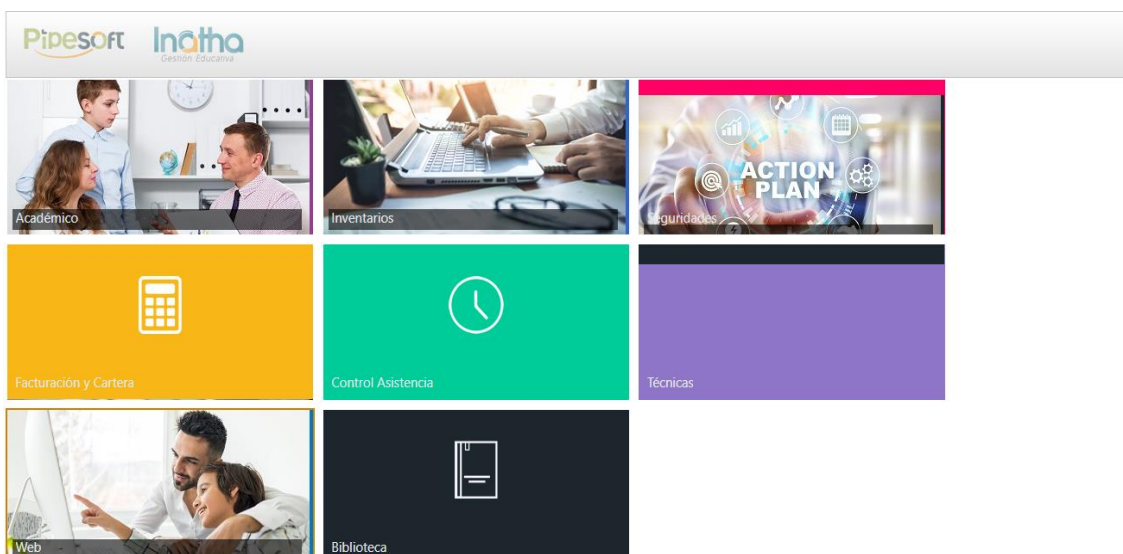 Pipesoft Inatha
Gestión Educativa
Académico
Inventarios
ACTION
PLAN
Seguridades
Facturación y Cartera
Control Asistencia
Técnicas
Web
Biblioteca